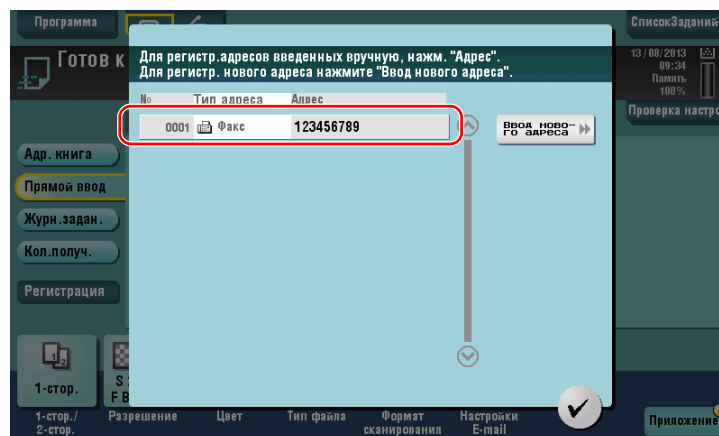 Программа
СписокЗаданий
Готов к
13/08/2013
09:34
Память
100%
Проверка настро
Для регистр.адресов введенных вручную, нажм. "Адрес".
Для регистр. нового адреса нажмите "Ввод нового адреса".
№ Тип адреса Адрес
0001 Факс 123456789
Ввод ново-
го адреса
Адр. книга
Прямой ввод
Журн.задан.
Кол.получ.
Регистрация
1-стор.
S
F B
1-стор./
2-стор.
Разрешение
Цвет
Тип файла
Формат
сканирования
Настройки
E-mail
Приложение